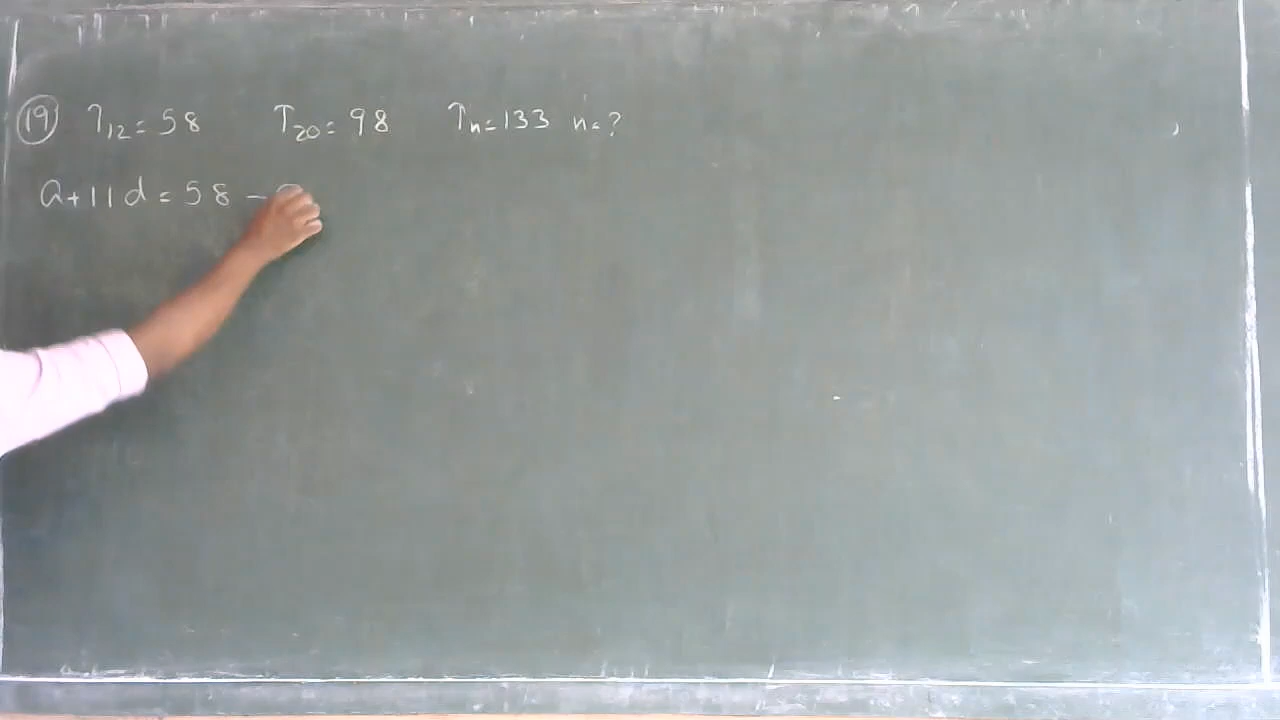 19 T12 = 58 T20 = 98 Tn = 133 n = ?
a + 11d = 58 —